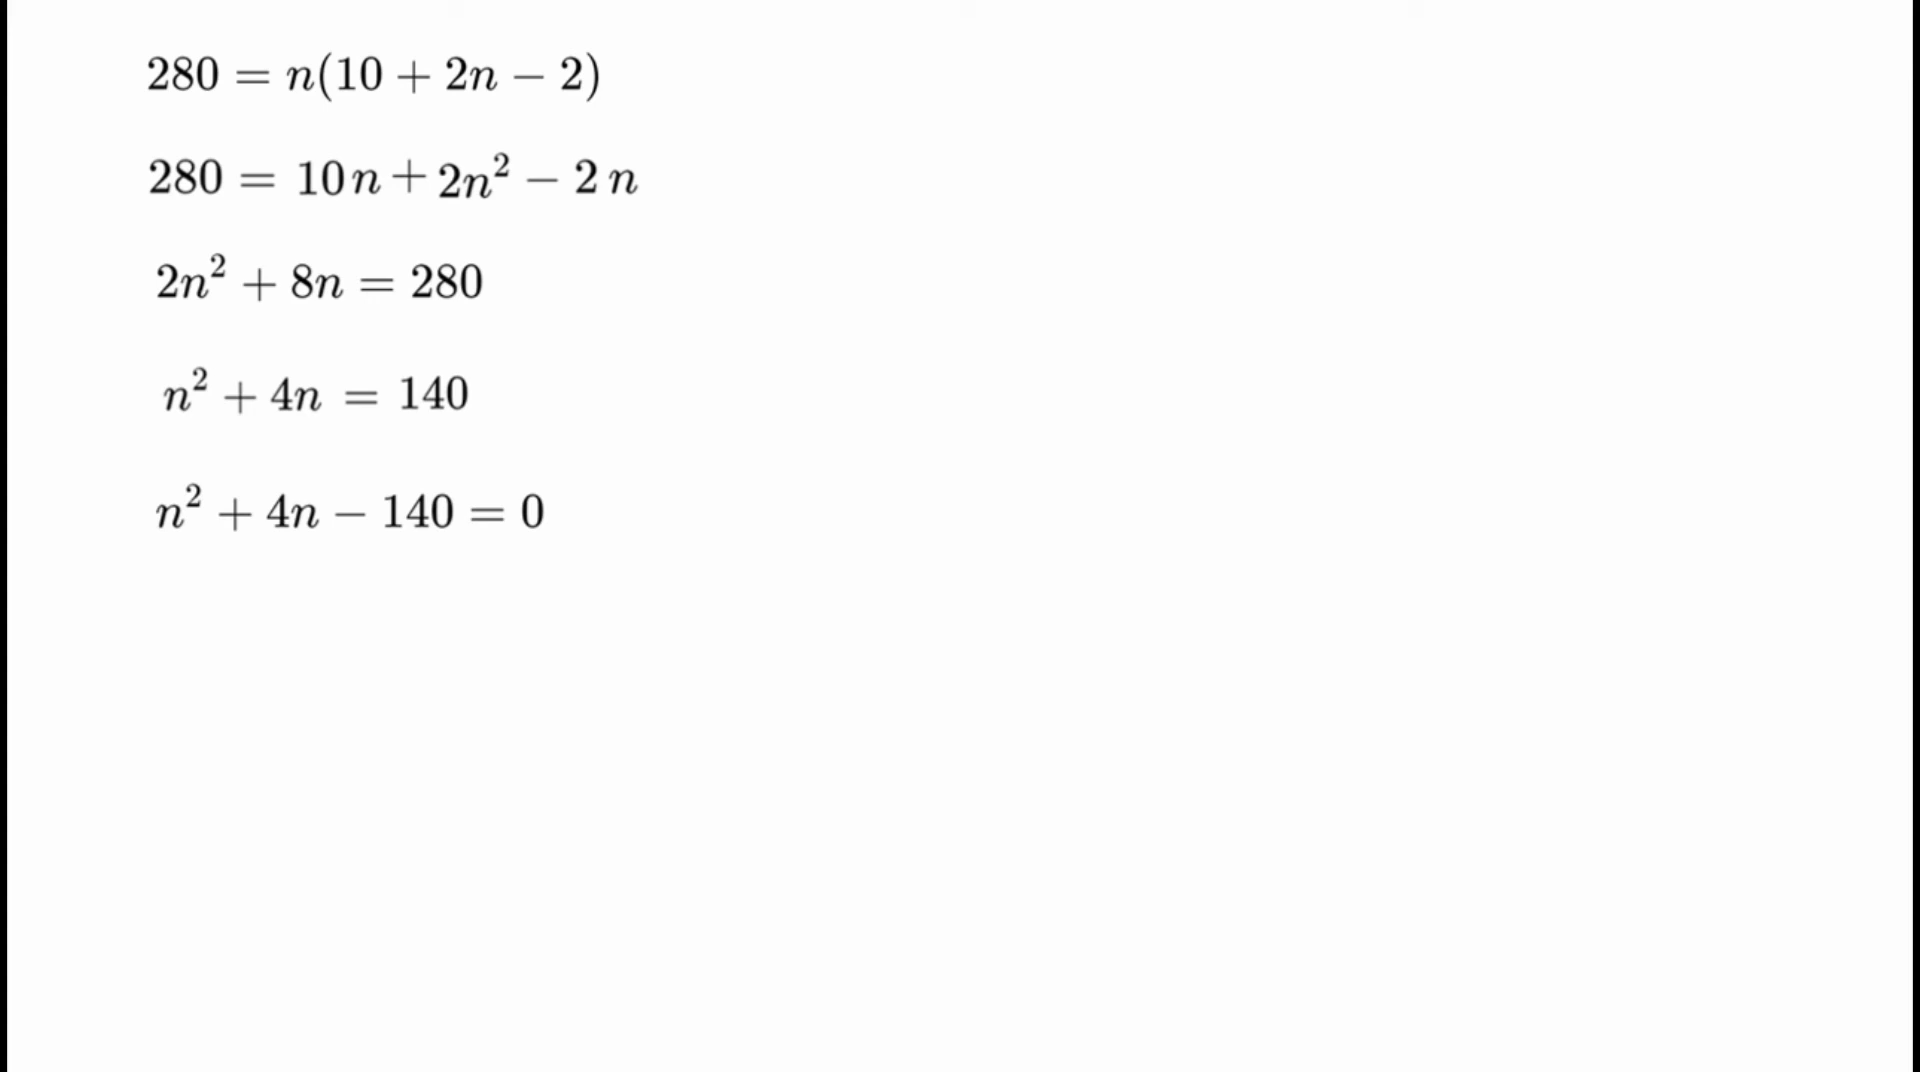 280 = n(10 + 2n − 2)
280 = 10n + 2n² − 2n
2n² + 8n = 280
n² + 4n = 140
n² + 4n − 140 = 0